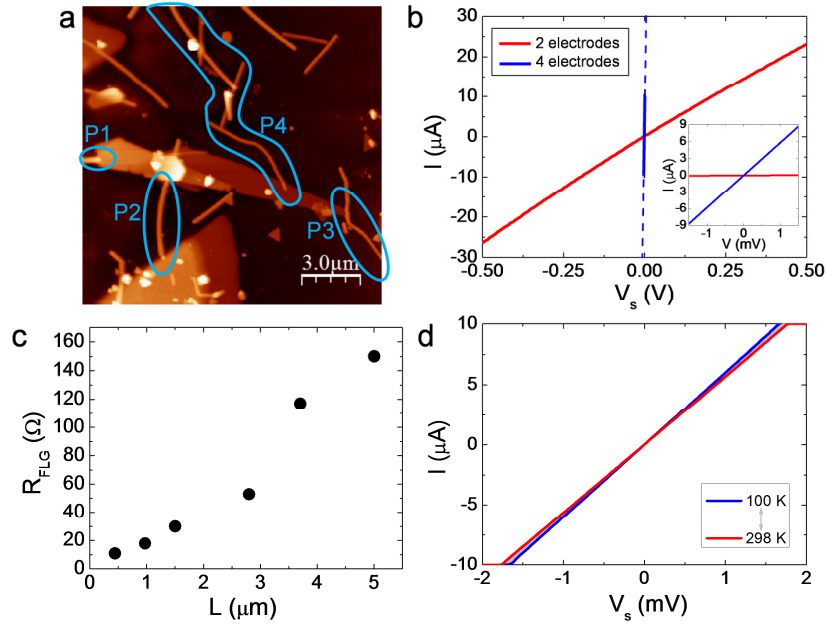 a
P1
P2
P3
P4
3.0μm
b
2 electrodes
4 electrodes
30
20
10
0
-10
-20
-30
I (μA)
-0.50
-0.25
0.00
0.25
0.50
Vs (V)
9
6
3
0
-3
-6
-9
I (μA)
-1
0
1
V (mV)
c
160
140
120
100
80
60
40
20
0
RFLG (Ω)
0
1
2
3
4
5
L (μm)
d
10
5
0
-5
-10
I (μA)
100 K
298 K
-2
-1
0
1
2
Vs (mV)